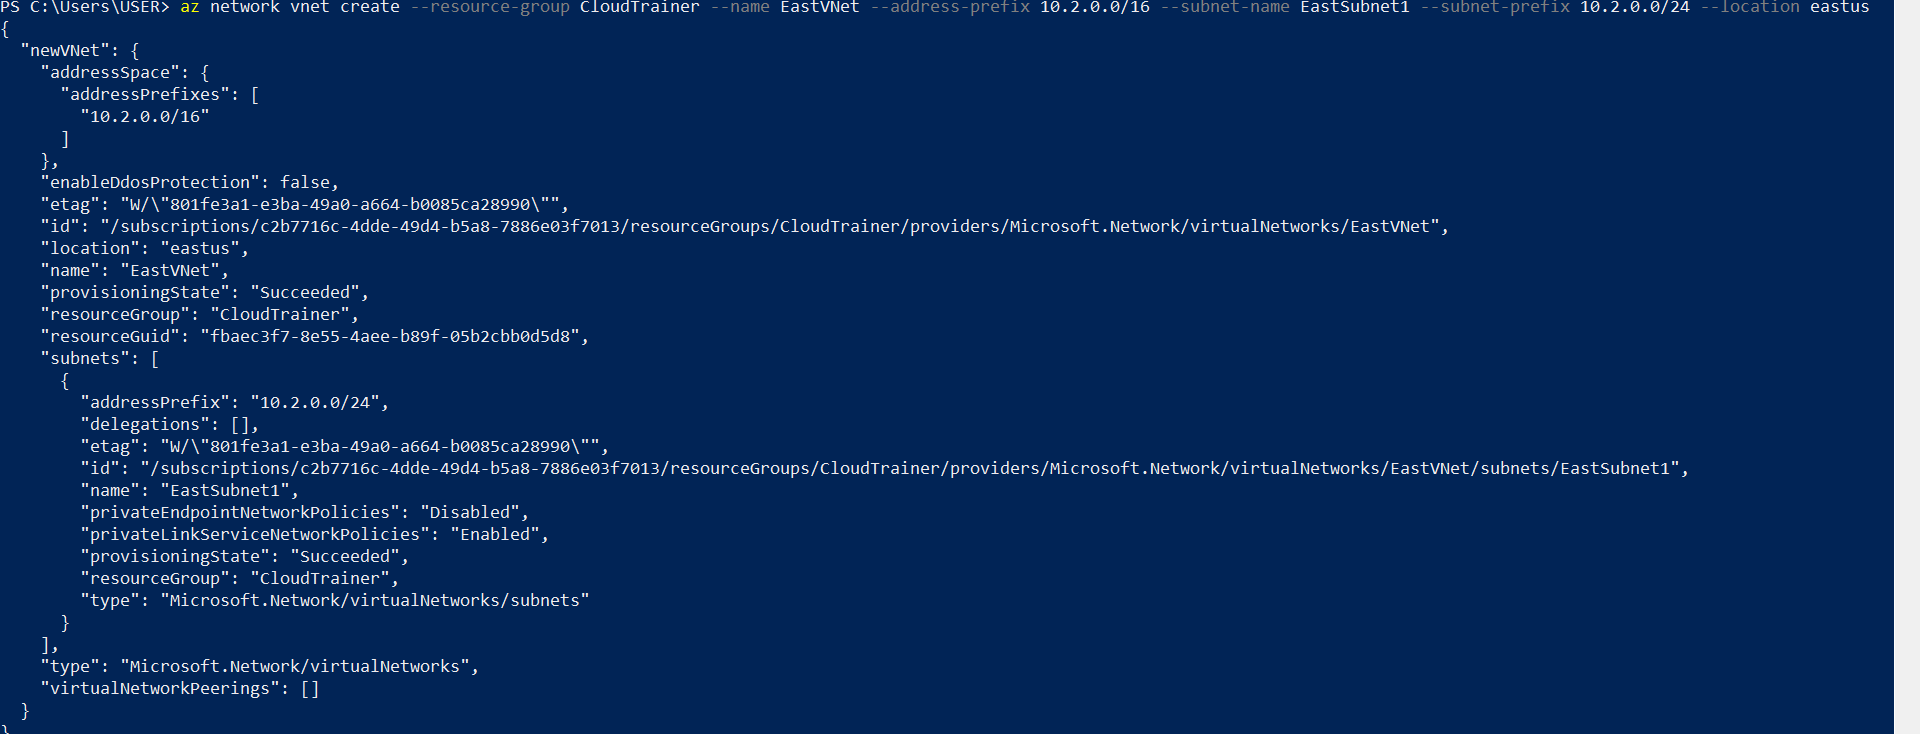 PS C:\Users\USER> az network vnet create --resource-group CloudTrainer --name EastVNet --address-prefix 10.2.0.0/16 --subnet-name EastSubnet1 --subnet-prefix 10.2.0.0/24 --location eastus
{
  "newVNet": {
    "addressSpace": {
      "addressPrefixes": [
        "10.2.0.0/16"
      ]
    },
    "enableDdosProtection": false,
    "etag": "W/\"801fe3a1-e3ba-49a0-a664-b0085ca28990\"",
    "id": "/subscriptions/c2b7716c-4dde-49d4-b5a8-7886e03f7013/resourceGroups/CloudTrainer/providers/Microsoft.Network/virtualNetworks/EastVNet",
    "location": "eastus",
    "name": "EastVNet",
    "provisioningState": "Succeeded",
    "resourceGroup": "CloudTrainer",
    "resourceGuid": "fbaec3f7-8e55-4aee-b89f-05b2cbb0d5d8",
    "subnets": [
      {
        "addressPrefix": "10.2.0.0/24",
        "delegations": [],
        "etag": "W/\"801fe3a1-e3ba-49a0-a664-b0085ca28990\"",
        "id": "/subscriptions/c2b7716c-4dde-49d4-b5a8-7886e03f7013/resourceGroups/CloudTrainer/providers/Microsoft.Network/virtualNetworks/EastVNet/subnets/EastSubnet1",
        "name": "EastSubnet1",
        "privateEndpointNetworkPolicies": "Disabled",
        "privateLinkServiceNetworkPolicies": "Enabled",
        "provisioningState": "Succeeded",
        "resourceGroup": "CloudTrainer",
        "type": "Microsoft.Network/virtualNetworks/subnets"
      }
    ],
    "type": "Microsoft.Network/virtualNetworks",
    "virtualNetworkPeerings": []
  }
}